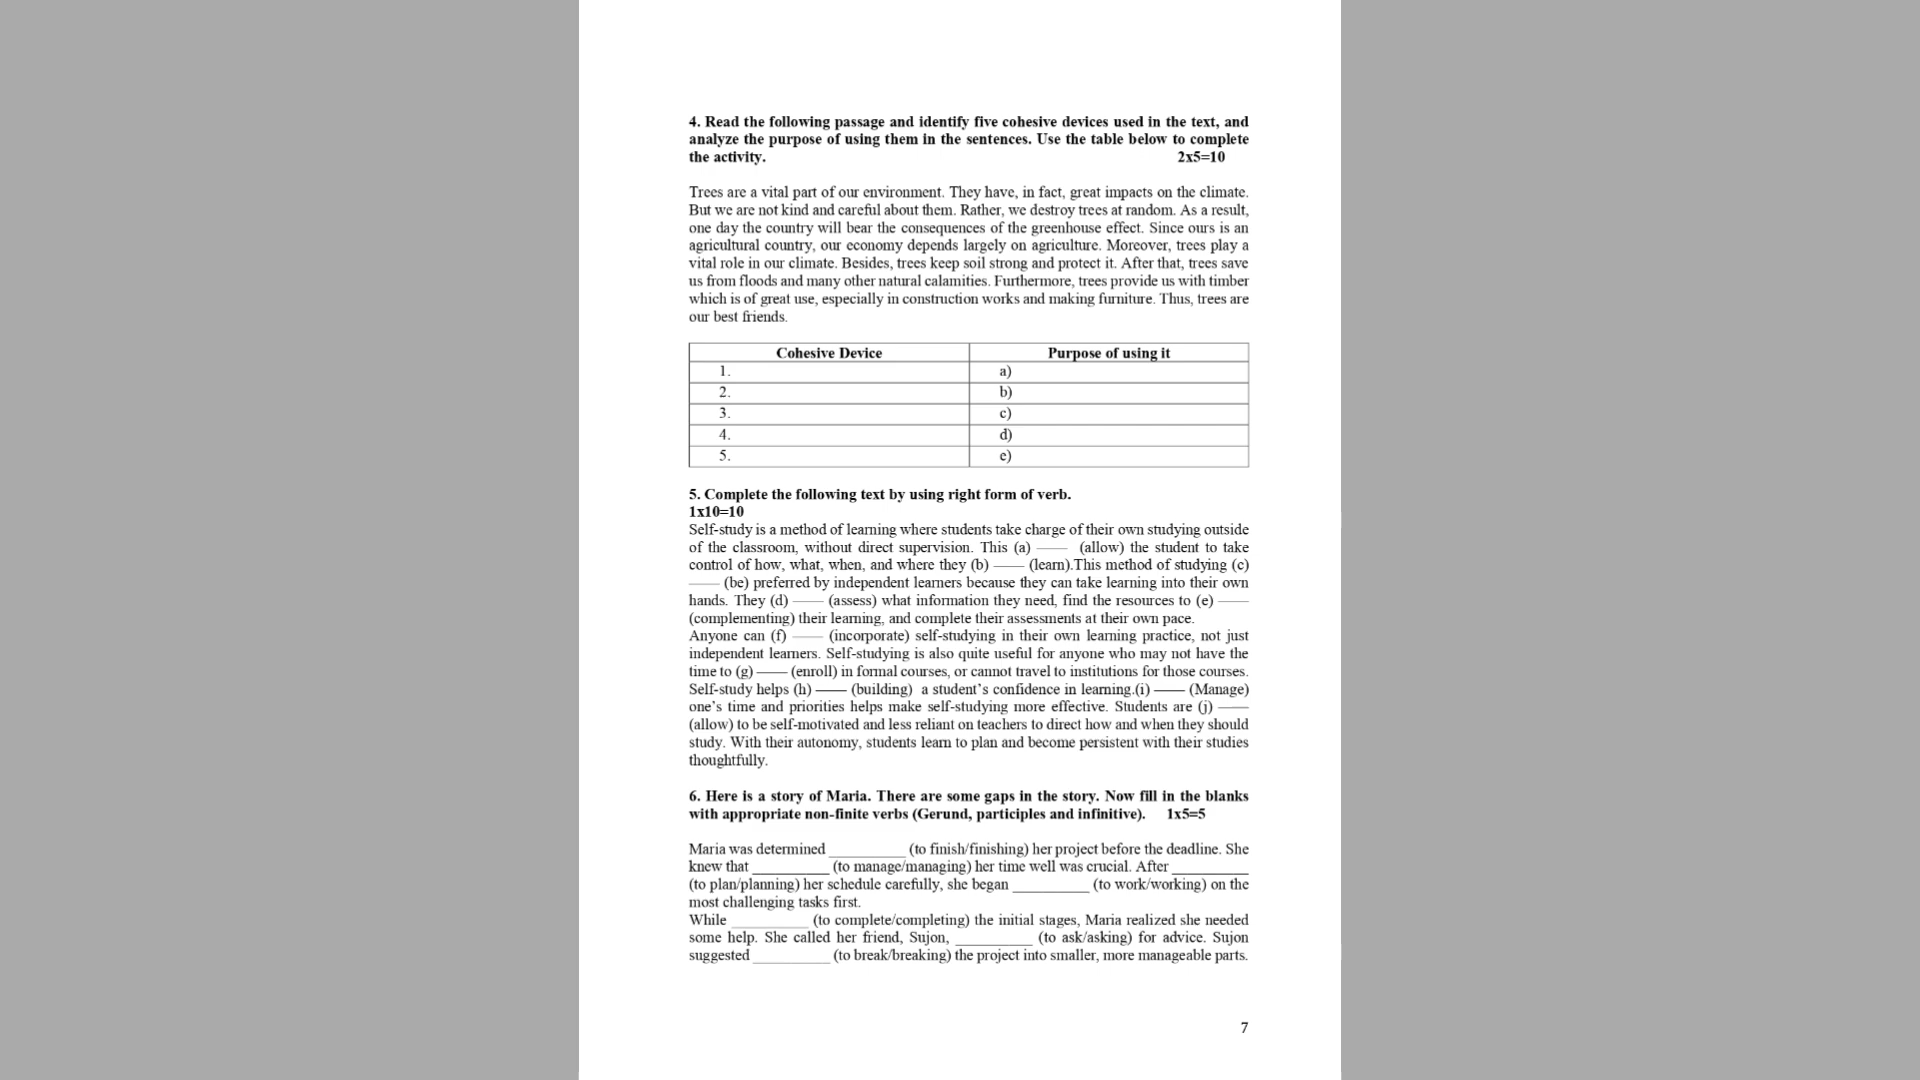 4. Read the following passage and identify five cohesive devices used in the text, and
analyze the purpose of using them in the sentences. Use the table below to complete
the activity. 2x5=10
Trees are a vital part of our environment. They have, in fact, great impacts on the climate.
But we are not kind and careful about them. Rather, we destroy trees at random. As a result,
one day the country will bear the consequences of the greenhouse effect. Since ours is an
agricultural country, our economy depends largely on agriculture. Moreover, trees play a
vital role in our climate. Besides, trees keep soil strong and protect it. After that, trees save
us from floods and many other natural calamities. Furthermore, trees provide us with timber
which is of great use, especially in construction works and making furniture. Thus, trees are
our best friends.
Cohesive Device Purpose of using it
1. a)
2. b)
3. c)
4. d)
5. e)
5. Complete the following text by using right form of verb.
1x10=10
Self-study is a method of learning where students take charge of their own studying outside
of the classroom, without direct supervision. This (a) —— (allow) the student to take
control of how, what, when, and where they (b) —— (learn).This method of studying (c)
—— (be) preferred by independent learners because they can take learning into their own
hands. They (d) —— (assess) what information they need, find the resources to (e) ——
(complementing) their learning, and complete their assessments at their own pace.
Anyone can (f) —— (incorporate) self-studying in their own learning practice, not just
independent learners. Self-studying is also quite useful for anyone who may not have the
time to (g) —— (enroll) in formal courses, or cannot travel to institutions for those courses.
Self-study helps (h) —— (building) a student's confidence in learning.(i) —— (Manage)
one's time and priorities helps make self-studying more effective. Students are (j) ——
(allow) to be self-motivated and less reliant on teachers to direct how and when they should
study. With their autonomy, students learn to plan and become persistent with their studies
thoughtfully.
6. Here is a story of Maria. There are some gaps in the story. Now fill in the blanks
with appropriate non-finite verbs (Gerund, participles and infinitive). 1x5=5
Maria was determined __________ (to finish/finishing) her project before the deadline. She
knew that __________ (to manage/managing) her time well was crucial. After __________
(to plan/planning) her schedule carefully, she began __________ (to work/working) on the
most challenging tasks first.
While __________ (to complete/completing) the initial stages, Maria realized she needed
some help. She called her friend, Sujon, __________ (to ask/asking) for advice. Sujon
suggested __________ (to break/breaking) the project into smaller, more manageable parts.
7